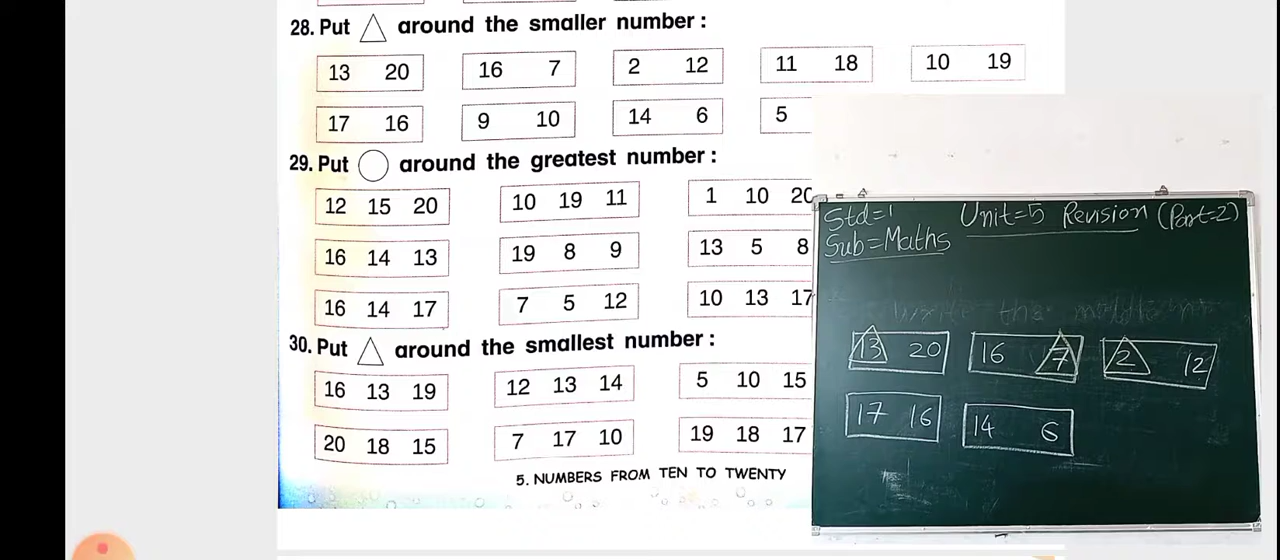 28. Put △ around the smaller number :
13 20 16 7 2 12 11 18 10 19
17 16 9 10 14 6 5
29. Put ◯ around the greatest number :
12 15 20 10 19 11 1 10 20
16 14 13 19 8 9 13 5 8
16 14 17 7 5 12 10 13 17
30. Put △ around the smallest number :
16 13 19 12 13 14 5 10 15
20 18 15 7 17 10 19 18 17
5. NUMBERS FROM TEN TO TWENTY
Std=1 Unit=5 Revision (Part=2)
Sub=Maths
13 20 16 7 2 12
17 16 14 6